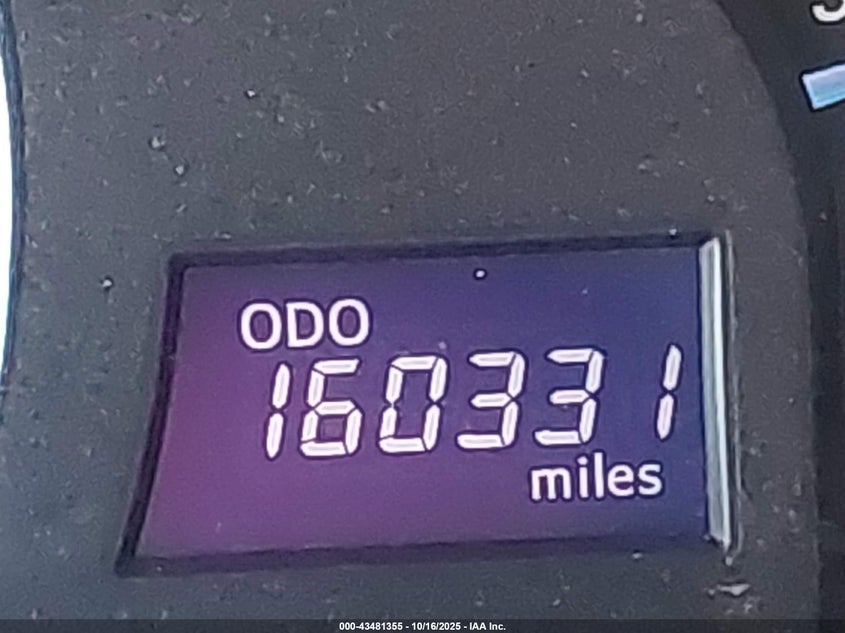 ODO
160331
miles
000-43481355 - 10/16/2025 - IAA Inc.